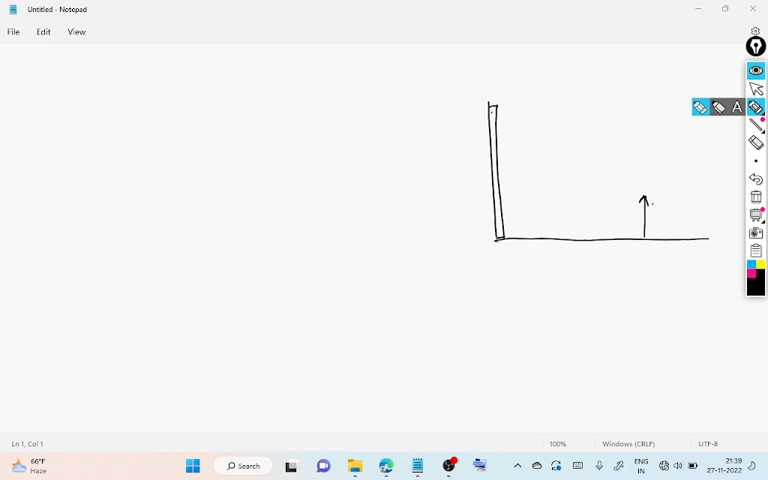 Untitled - Notepad
File Edit View
A
Ln 1, Col 1 100% Windows (CRLF) UTF-8
66°F
Haze
Search
ENG
IN
21:39
27-11-2022